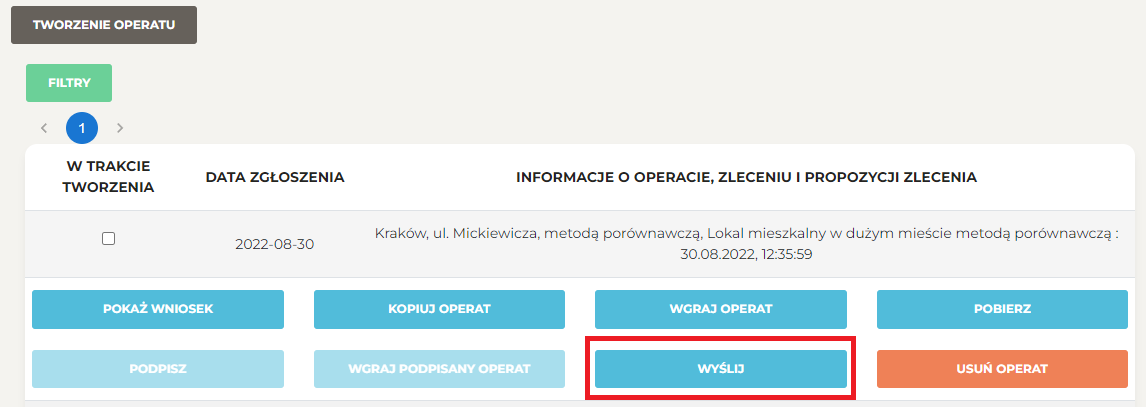 TWORZENIE OPERATU
FILTRY
1
W TRAKCIE
TWORZENIA
DATA ZGŁOSZENIA
INFORMACJE O OPERACIE, ZLECENIU I PROPOZYCJI ZLECENIA
2022-08-30
Kraków, ul. Mickiewicza, metodą porównawczą, Lokal mieszkalny w dużym mieście metodą porównawczą :
30.08.2022, 12:35:59
POKAŻ WNIOSEK
KOPIUJ OPERAT
WGRAJ OPERAT
POBIERZ
PODPISZ
WGRAJ PODPISANY OPERAT
WYŚLIJ
USUŃ OPERAT